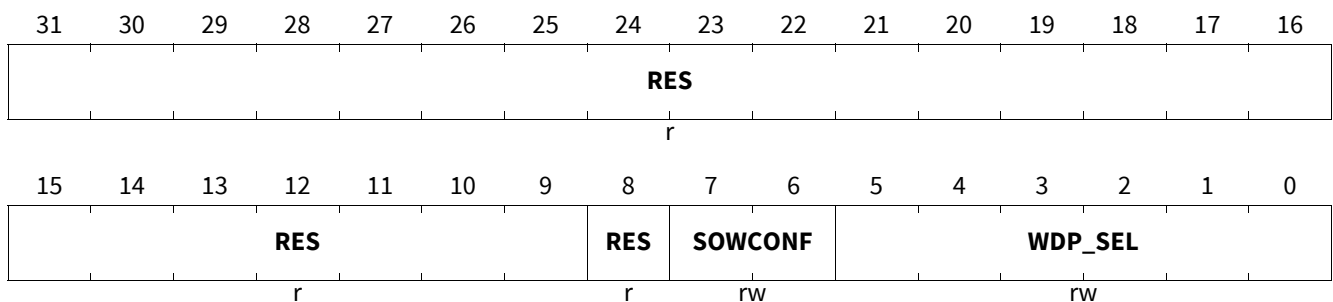 31 30 29 28 27 26 25 24 23 22 21 20 19 18 17 16
RES
r
15 14 13 12 11 10 9 8 7 6 5 4 3 2 1 0
RES RES SOWCONF WDP_SEL
r r rw rw